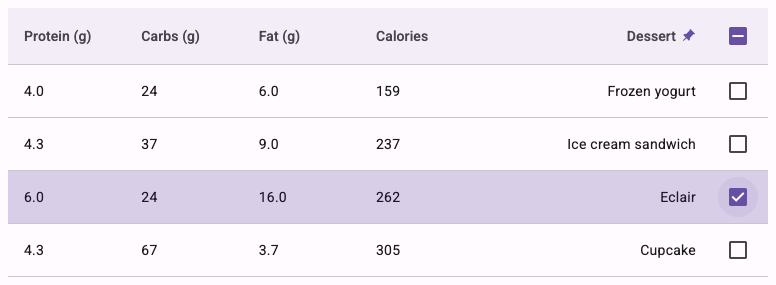 Protein (g) Carbs (g) Fat (g) Calories Dessert
4.0 24 6.0 159 Frozen yogurt
4.3 37 9.0 237 Ice cream sandwich
6.0 24 16.0 262 Eclair
4.3 67 3.7 305 Cupcake